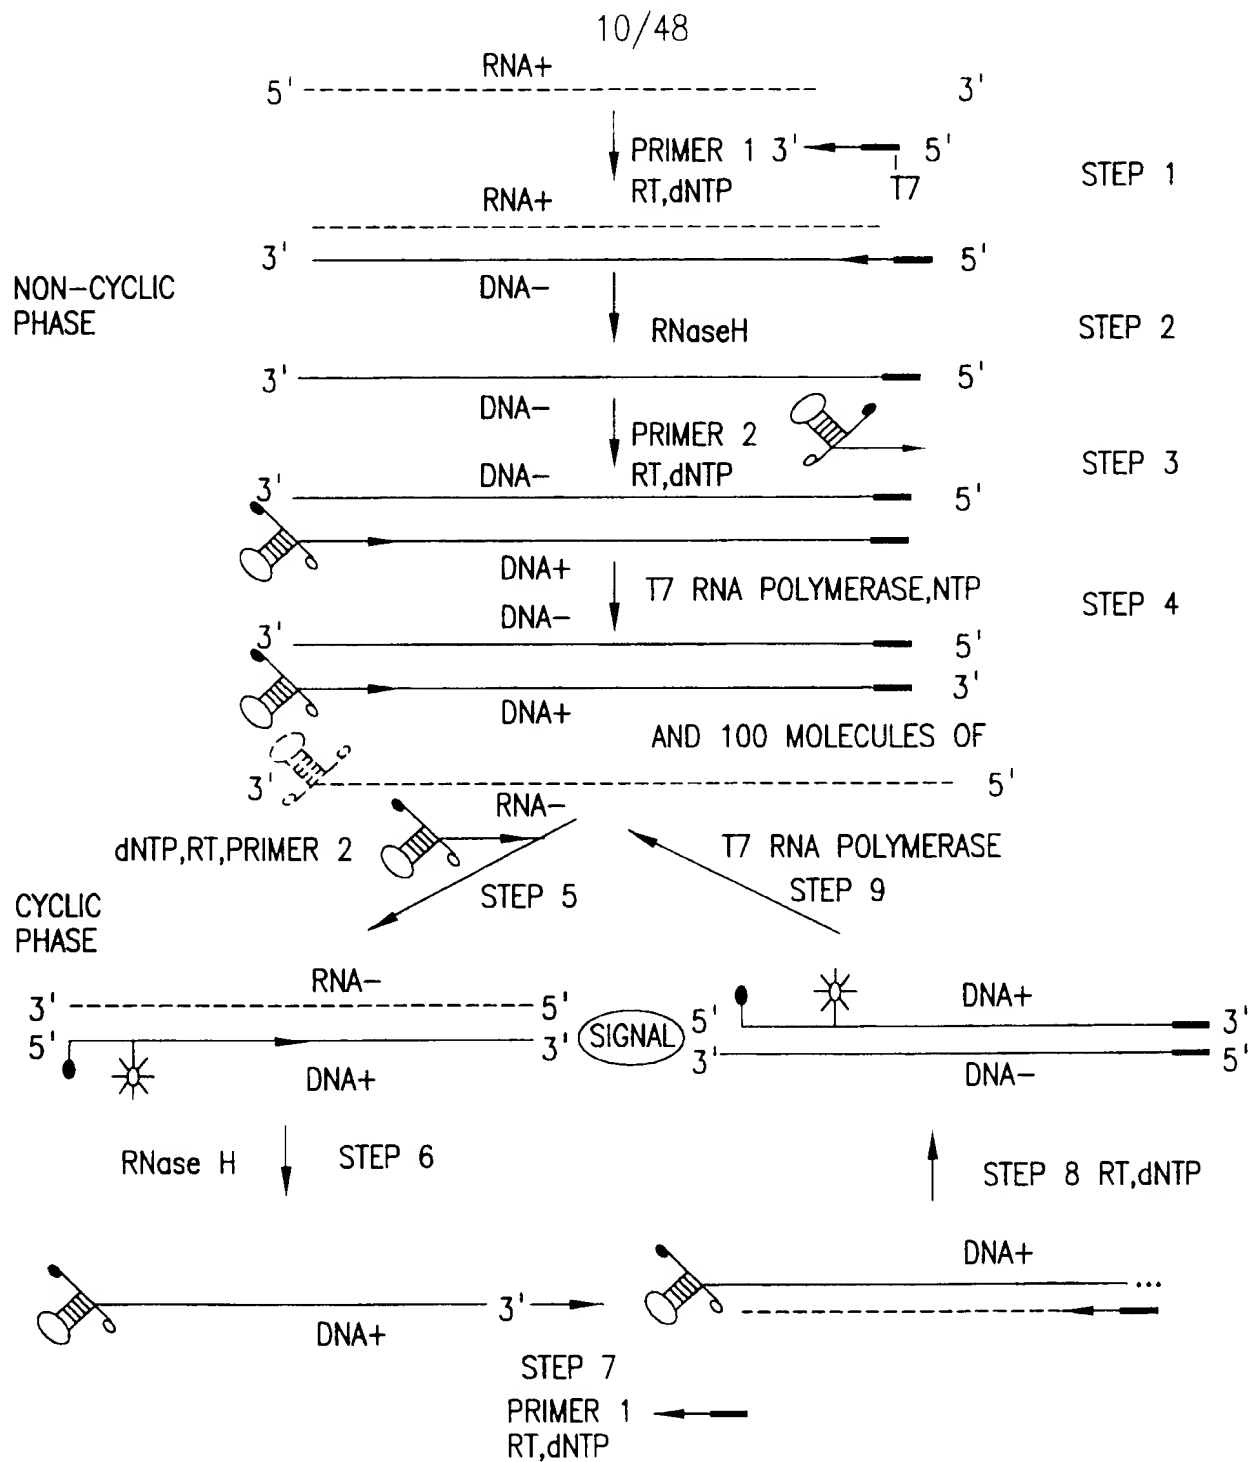 10/48
RNA+
5' 3'
PRIMER 1 3' 5'
RT,dNTP T7
STEP 1
RNA+
3' 5'
DNA-
NON-CYCLIC
PHASE
RNaseH
STEP 2
3' 5'
DNA-
PRIMER 2
RT,dNTP
STEP 3
DNA-
3' 5'
DNA+
T7 RNA POLYMERASE,NTP
STEP 4
DNA-
3' 5'
3'
DNA+
AND 100 MOLECULES OF
3' 5'
RNA-
dNTP,RT,PRIMER 2
STEP 5
T7 RNA POLYMERASE
STEP 9
CYCLIC
PHASE
RNA-
3' 5'
5' 3'
DNA+
SIGNAL
DNA+
5' 3'
3' 5'
DNA-
RNase H
STEP 6
STEP 8 RT,dNTP
DNA+
...
3'
DNA+
STEP 7
PRIMER 1
RT,dNTP